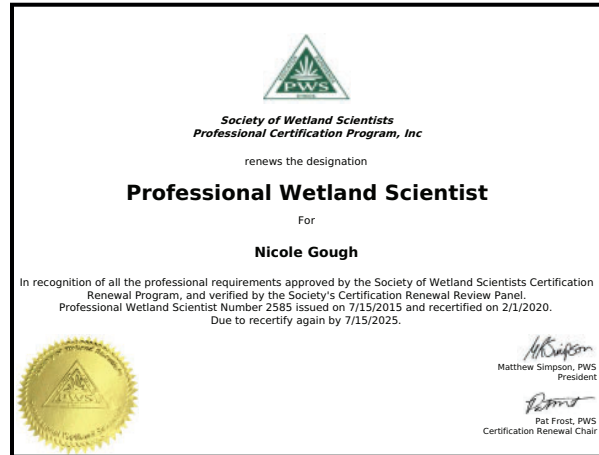 PWS
Society of Wetland Scientists
Professional Certification Program, Inc
renews the designation
Professional Wetland Scientist
For
Nicole Gough
In recognition of all the professional requirements approved by the Society of Wetland Scientists Certification
Renewal Program, and verified by the Society's Certification Renewal Review Panel.
Professional Wetland Scientist Number 2585 issued on 7/15/2015 and recertified on 2/1/2020.
Due to recertify again by 7/15/2025.
Matthew Simpson, PWS
President
Pat Frost, PWS
Certification Renewal Chair